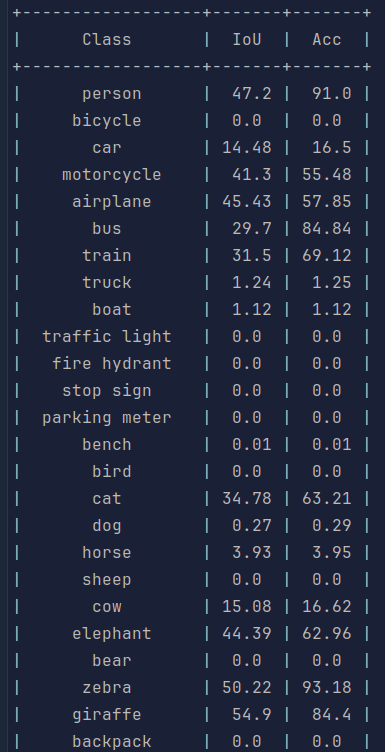 +------------------+-------+-------+
|      Class       |  IoU  |  Acc  |
+------------------+-------+-------+
|      person      |  47.2 |  91.0 |
|     bicycle      |  0.0  |  0.0  |
|       car        | 14.48 |  16.5 |
|    motorcycle    |  41.3 | 55.48 |
|     airplane     | 45.43 | 57.85 |
|       bus        |  29.7 | 84.84 |
|      train       |  31.5 | 69.12 |
|      truck       |  1.24 |  1.25 |
|       boat       |  1.12 |  1.12 |
|  traffic light   |  0.0  |  0.0  |
|   fire hydrant   |  0.0  |  0.0  |
|    stop sign     |  0.0  |  0.0  |
|  parking meter   |  0.0  |  0.0  |
|      bench       |  0.01 |  0.01 |
|       bird       |  0.0  |  0.0  |
|       cat        | 34.78 | 63.21 |
|       dog        |  0.27 |  0.29 |
|      horse       |  3.93 |  3.95 |
|      sheep       |  0.0  |  0.0  |
|       cow        | 15.08 | 16.62 |
|     elephant     | 44.39 | 62.96 |
|       bear       |  0.0  |  0.0  |
|      zebra       | 50.22 | 93.18 |
|     giraffe      |  54.9 |  84.4 |
|     backpack     |  0.0  |  0.0  |